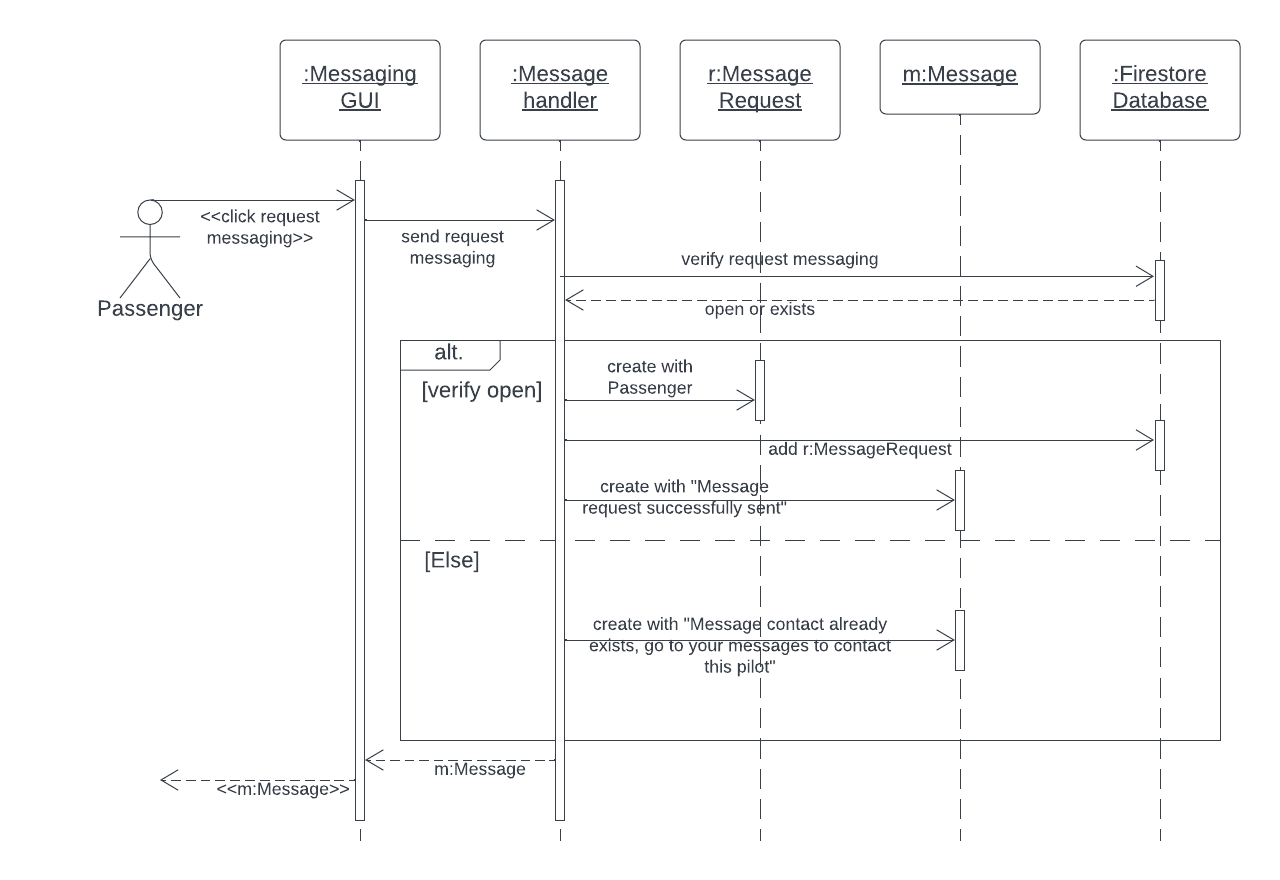 :Messaging
GUI
:Message
handler
r:Message
Request
m:Message
:Firestore
Database
<<click request
messaging>>
Passenger
send request
messaging
verify request messaging
open or exists
alt.
[verify open]
create with
Passenger
add r:MessageRequest
create with "Message
request successfully sent"
[Else]
create with "Message contact already
exists, go to your messages to contact
this pilot"
m:Message
<<m:Message>>